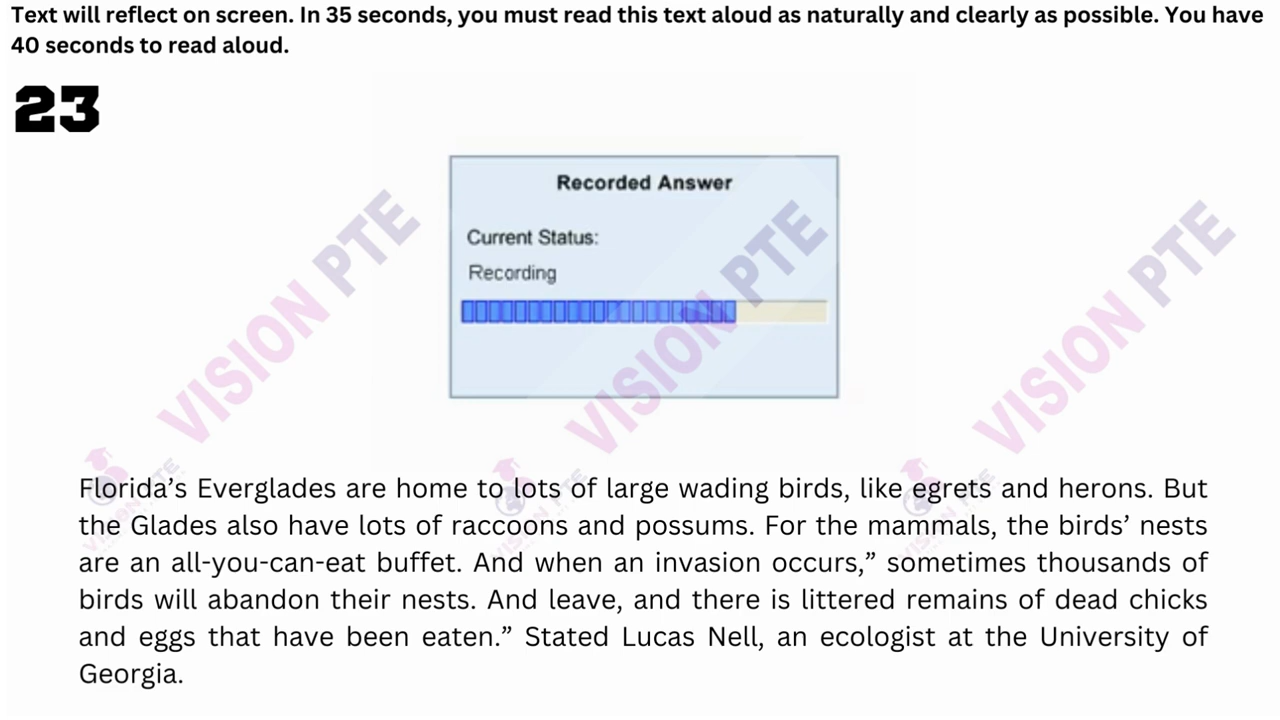 Text will reflect on screen. In 35 seconds, you must read this text aloud as naturally and clearly as possible. You have
40 seconds to read aloud.
23
Recorded Answer
Current Status:
Recording
VISION PTE
VISION PTE
VISION PTE
Florida’s Everglades are home to lots of large wading birds, like egrets and herons. But
the Glades also have lots of raccoons and possums. For the mammals, the birds’ nests
are an all-you-can-eat buffet. And when an invasion occurs,” sometimes thousands of
birds will abandon their nests. And leave, and there is littered remains of dead chicks
and eggs that have been eaten.” Stated Lucas Nell, an ecologist at the University of
Georgia.